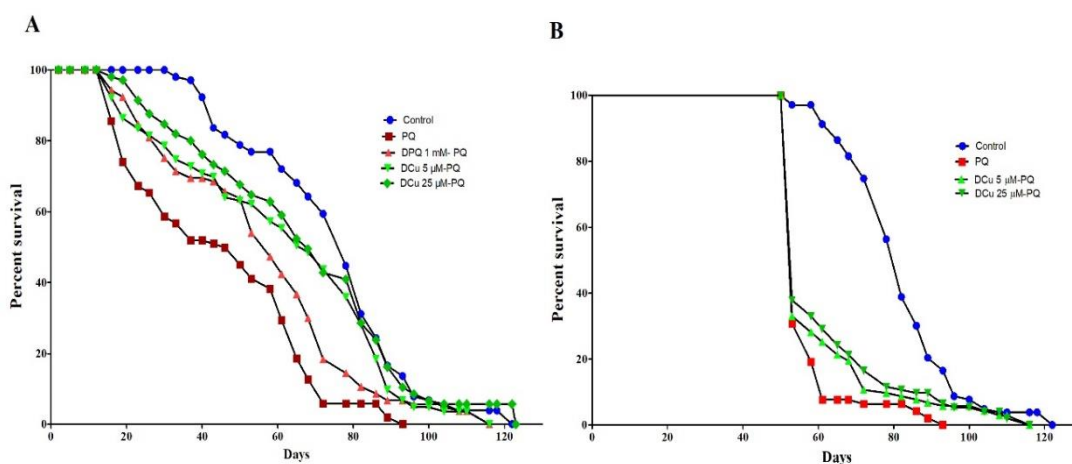 A
Percent survival
100
80
60
40
20
0
0 20 40 60 80 100 120
Days
Control
PQ
DPQ 1 mM- PQ
DCu 5 µM-PQ
DCu 25 µM-PQ
B
Percent survival
100
80
60
40
20
0
0 20 40 60 80 100 120
Days
Control
PQ
DCu 5 µM-PQ
DCu 25 µM-PQ